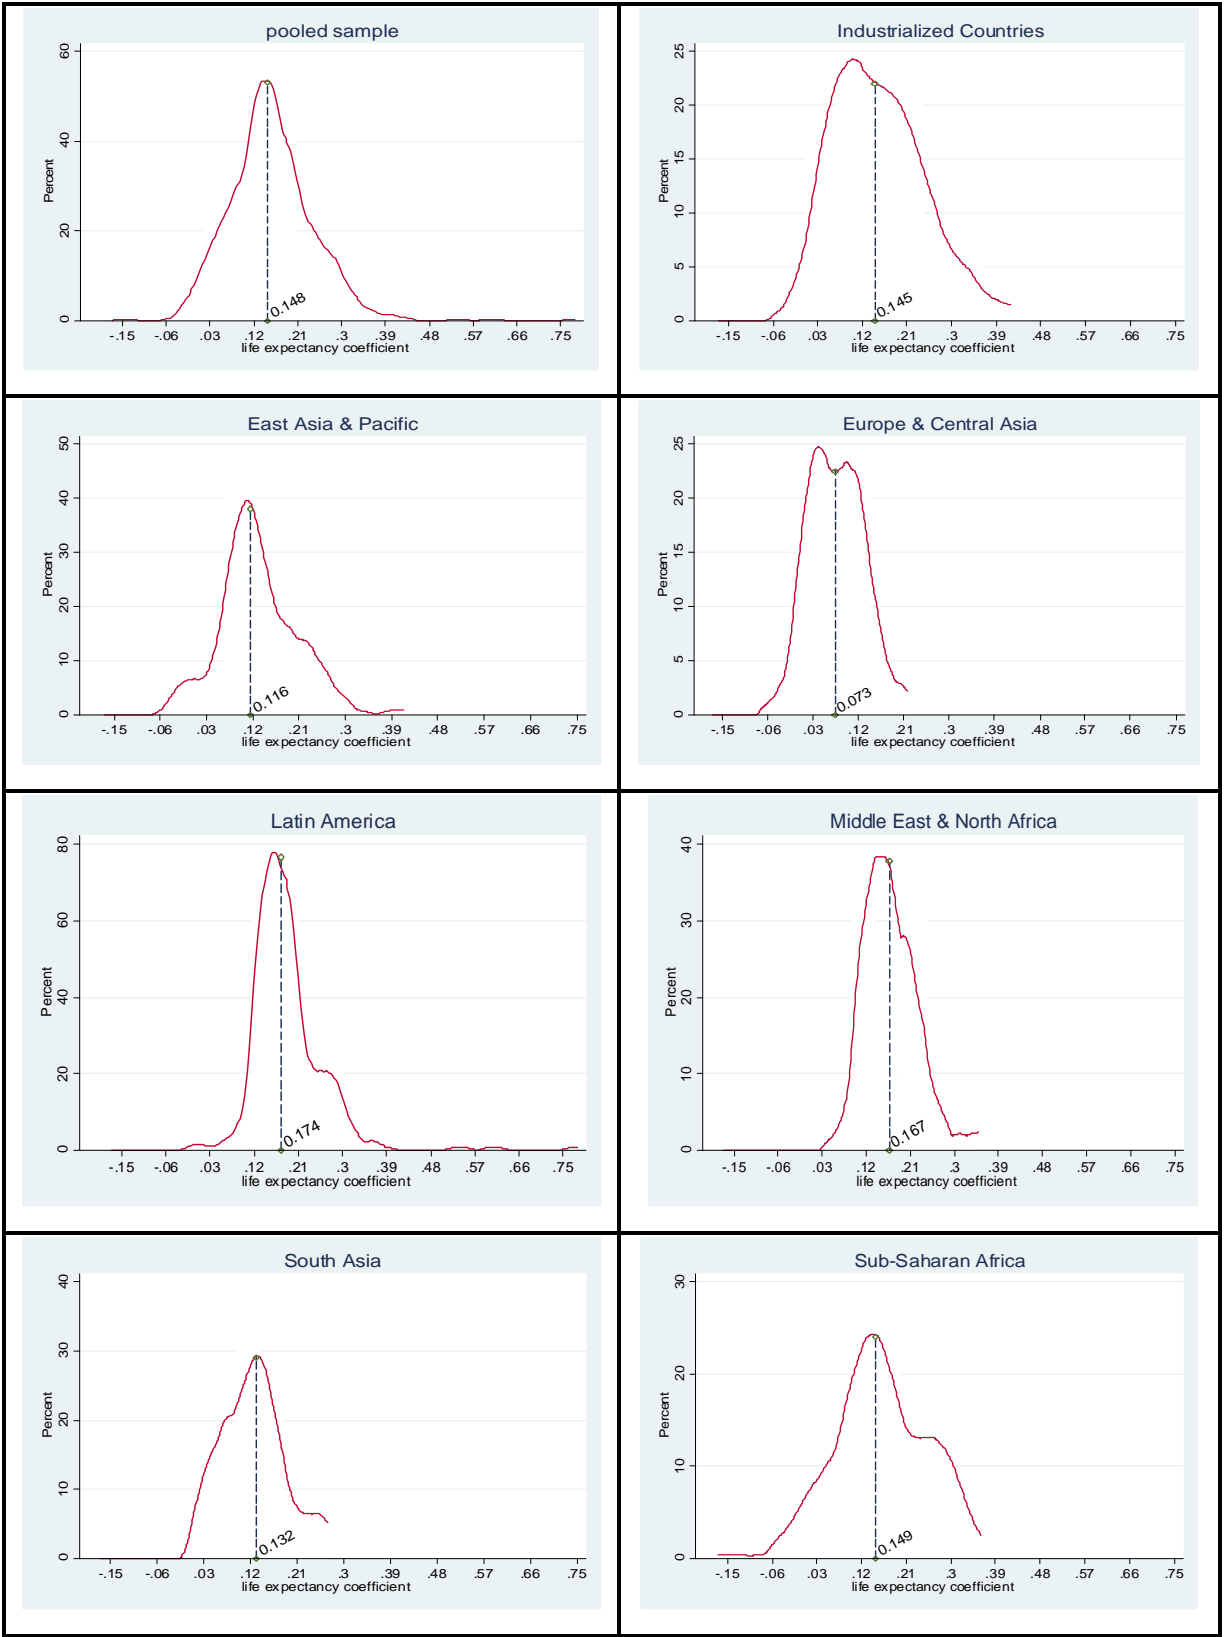 pooled sample
Percent
60
40
20
0
0.148
-.15 -.06 .03 .12 .21 .3 .39 .48 .57 .66 .75
life expectancy coefficient
Industrialized Countries
Percent
25
20
15
10
5
0
0.145
-.15 -.06 .03 .12 .21 .3 .39 .48 .57 .66 .75
life expectancy coefficient
East Asia & Pacific
Percent
50
40
30
20
10
0
0.116
-.15 -.06 .03 .12 .21 .3 .39 .48 .57 .66 .75
life expectancy coefficient
Europe & Central Asia
Percent
25
20
15
10
5
0
0.073
-.15 -.06 .03 .12 .21 .3 .39 .48 .57 .66 .75
life expectancy coefficient
Latin America
Percent
80
60
40
20
0
0.174
-.15 -.06 .03 .12 .21 .3 .39 .48 .57 .66 .75
life expectancy coefficient
Middle East & North Africa
Percent
40
30
20
10
0
0.167
-.15 -.06 .03 .12 .21 .3 .39 .48 .57 .66 .75
life expectancy coefficient
South Asia
Percent
40
30
20
10
0
0.132
-.15 -.06 .03 .12 .21 .3 .39 .48 .57 .66 .75
life expectancy coefficient
Sub-Saharan Africa
Percent
30
20
10
0
0.149
-.15 -.06 .03 .12 .21 .3 .39 .48 .57 .66 .75
life expectancy coefficient